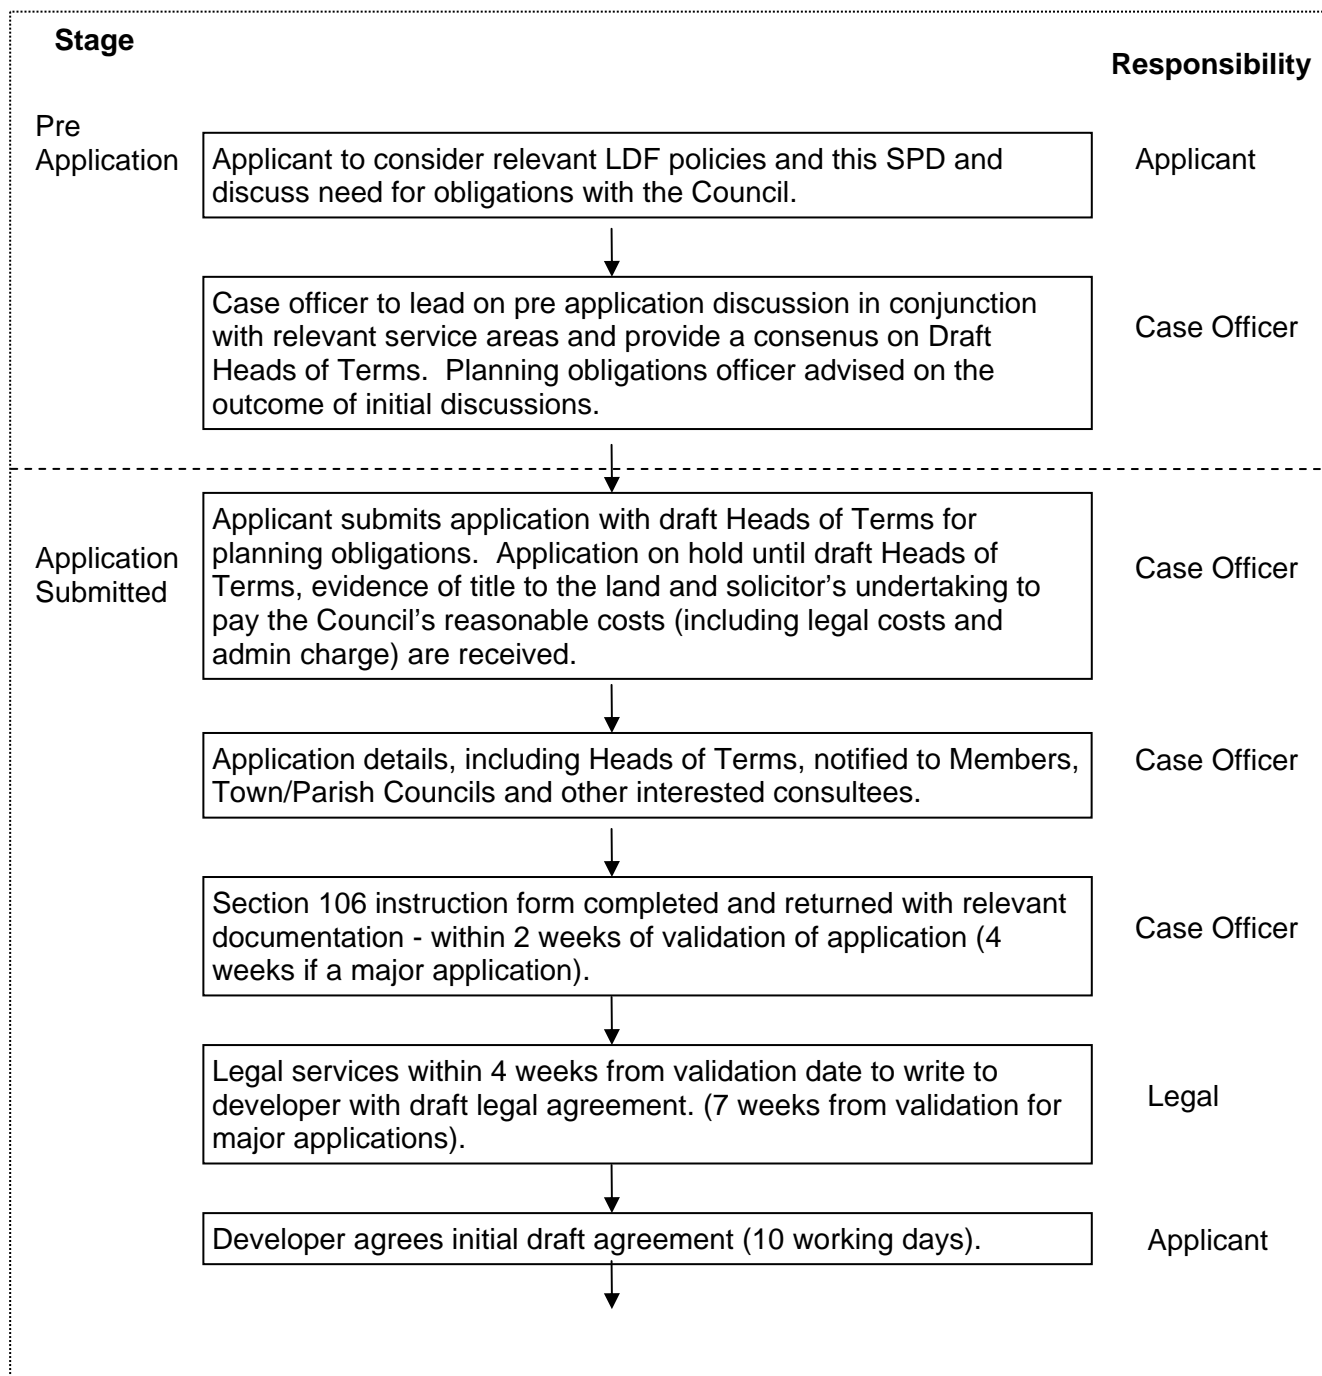 Stage
Responsibility
Pre
Application
Applicant to consider relevant LDF policies and this SPD and
discuss need for obligations with the Council.
Applicant
Case officer to lead on pre application discussion in conjunction
with relevant service areas and provide a consenus on Draft
Heads of Terms.  Planning obligations officer advised on the
outcome of initial discussions.
Case Officer
Application
Submitted
Applicant submits application with draft Heads of Terms for
planning obligations.  Application on hold until draft Heads of
Terms, evidence of title to the land and solicitor’s undertaking to
pay the Council’s reasonable costs (including legal costs and
admin charge) are received.
Case Officer
Application details, including Heads of Terms, notified to Members,
Town/Parish Councils and other interested consultees.
Case Officer
Section 106 instruction form completed and returned with relevant
documentation - within 2 weeks of validation of application (4
weeks if a major application).
Case Officer
Legal services within 4 weeks from validation date to write to
developer with draft legal agreement. (7 weeks from validation for
major applications).
Legal
Developer agrees initial draft agreement (10 working days).
Applicant